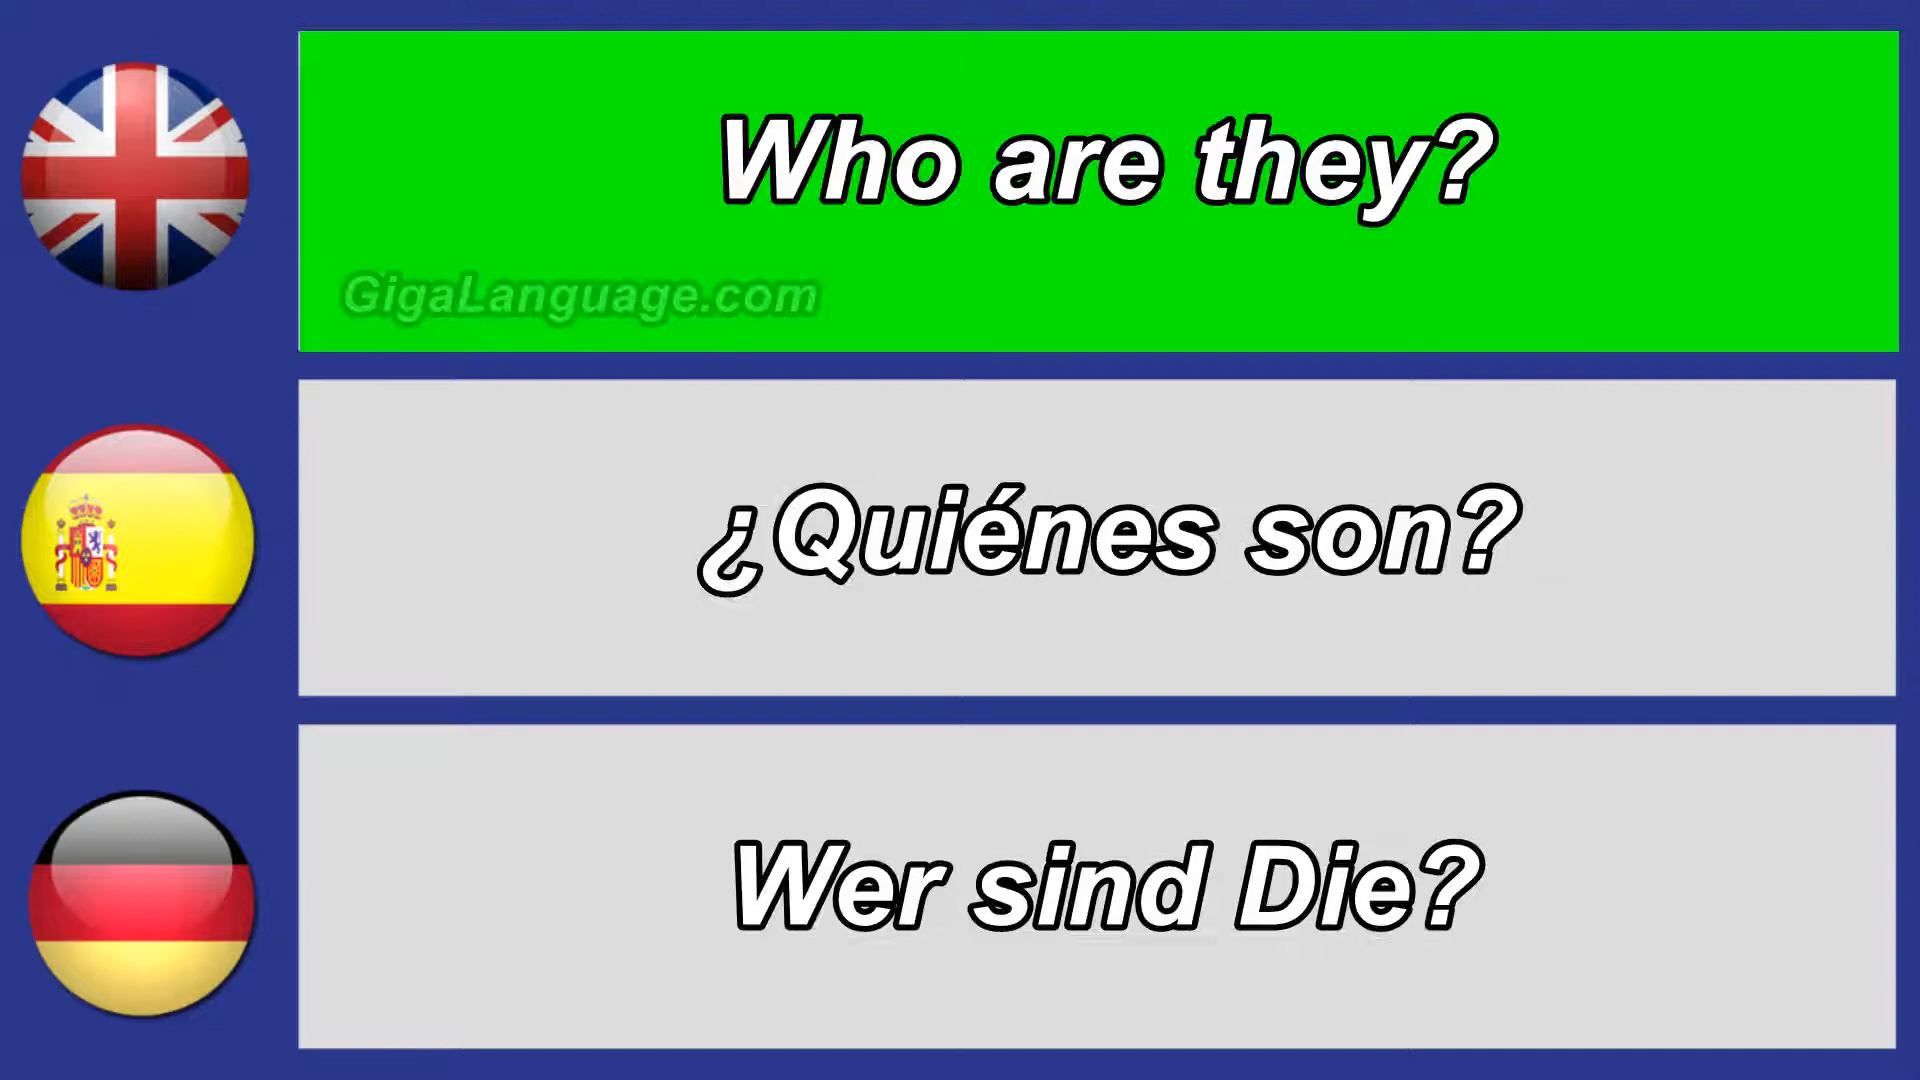 Who are they?
GigaLanguage.com
¿Quiénes son?
Wer sind Die?